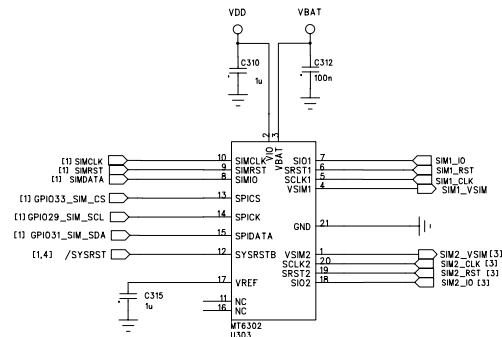 VDD VBAT
C310 C312
1u 100n
2 3
VIO VBAT
[1] SIMCLK 10 SIMCLK SIO1 7 SIM1_IO
[1] SIMRST 9 SIMRST SRST1 6 SIM1_RST
[1] SIMDATA 8 SIMIO SCLK1 5 SIM1_CLK
VSIM1 4 SIM1_VSIM
[1] GPIO33_SIM_CS 13 SPICS
[1] GPIO29_SIM_SCL 14 SPICK GND 21
[1] GPIO31_SIM_SDA 15 SPIDATA
[1,4] /SYSRST 12 SYSRSTB VSIM2 1 SIM2_VSIM [3]
SCLK2 20 SIM2_CLK [3]
SRST2 19 SIM2_RST [3]
17 VREF SIO2 18 SIM2_IO [3]
C315
1u
11 NC
16 NC
MT6302
U303